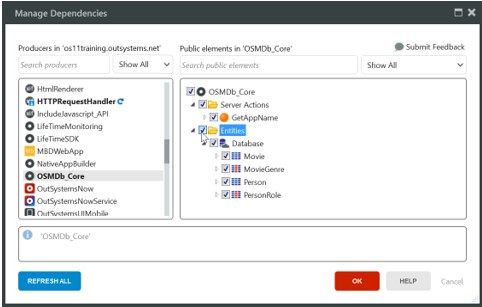 Manage Dependencies
Producers in 'os11training.outsystems.net'
Search producers
Show All
HtmlRenderer
HTTPRequestHandler
IncludeJavascript_API
LifeTimeMonitoring
LifeTimeSDK
MBDWebApp
NativeAppBuilder
OSMDb_Core
OutSystemsNow
OutSystemsNowService
OutSystemsUIMobile
Public elements in 'OSMDb_Core'
Submit Feedback
Search public elements
Show All
OSMDb_Core
Server Actions
GetAppName
Entities
Database
Movie
MovieGenre
Person
PersonRole
'OSMDb_Core'
REFRESH ALL
OK
HELP
Cancel